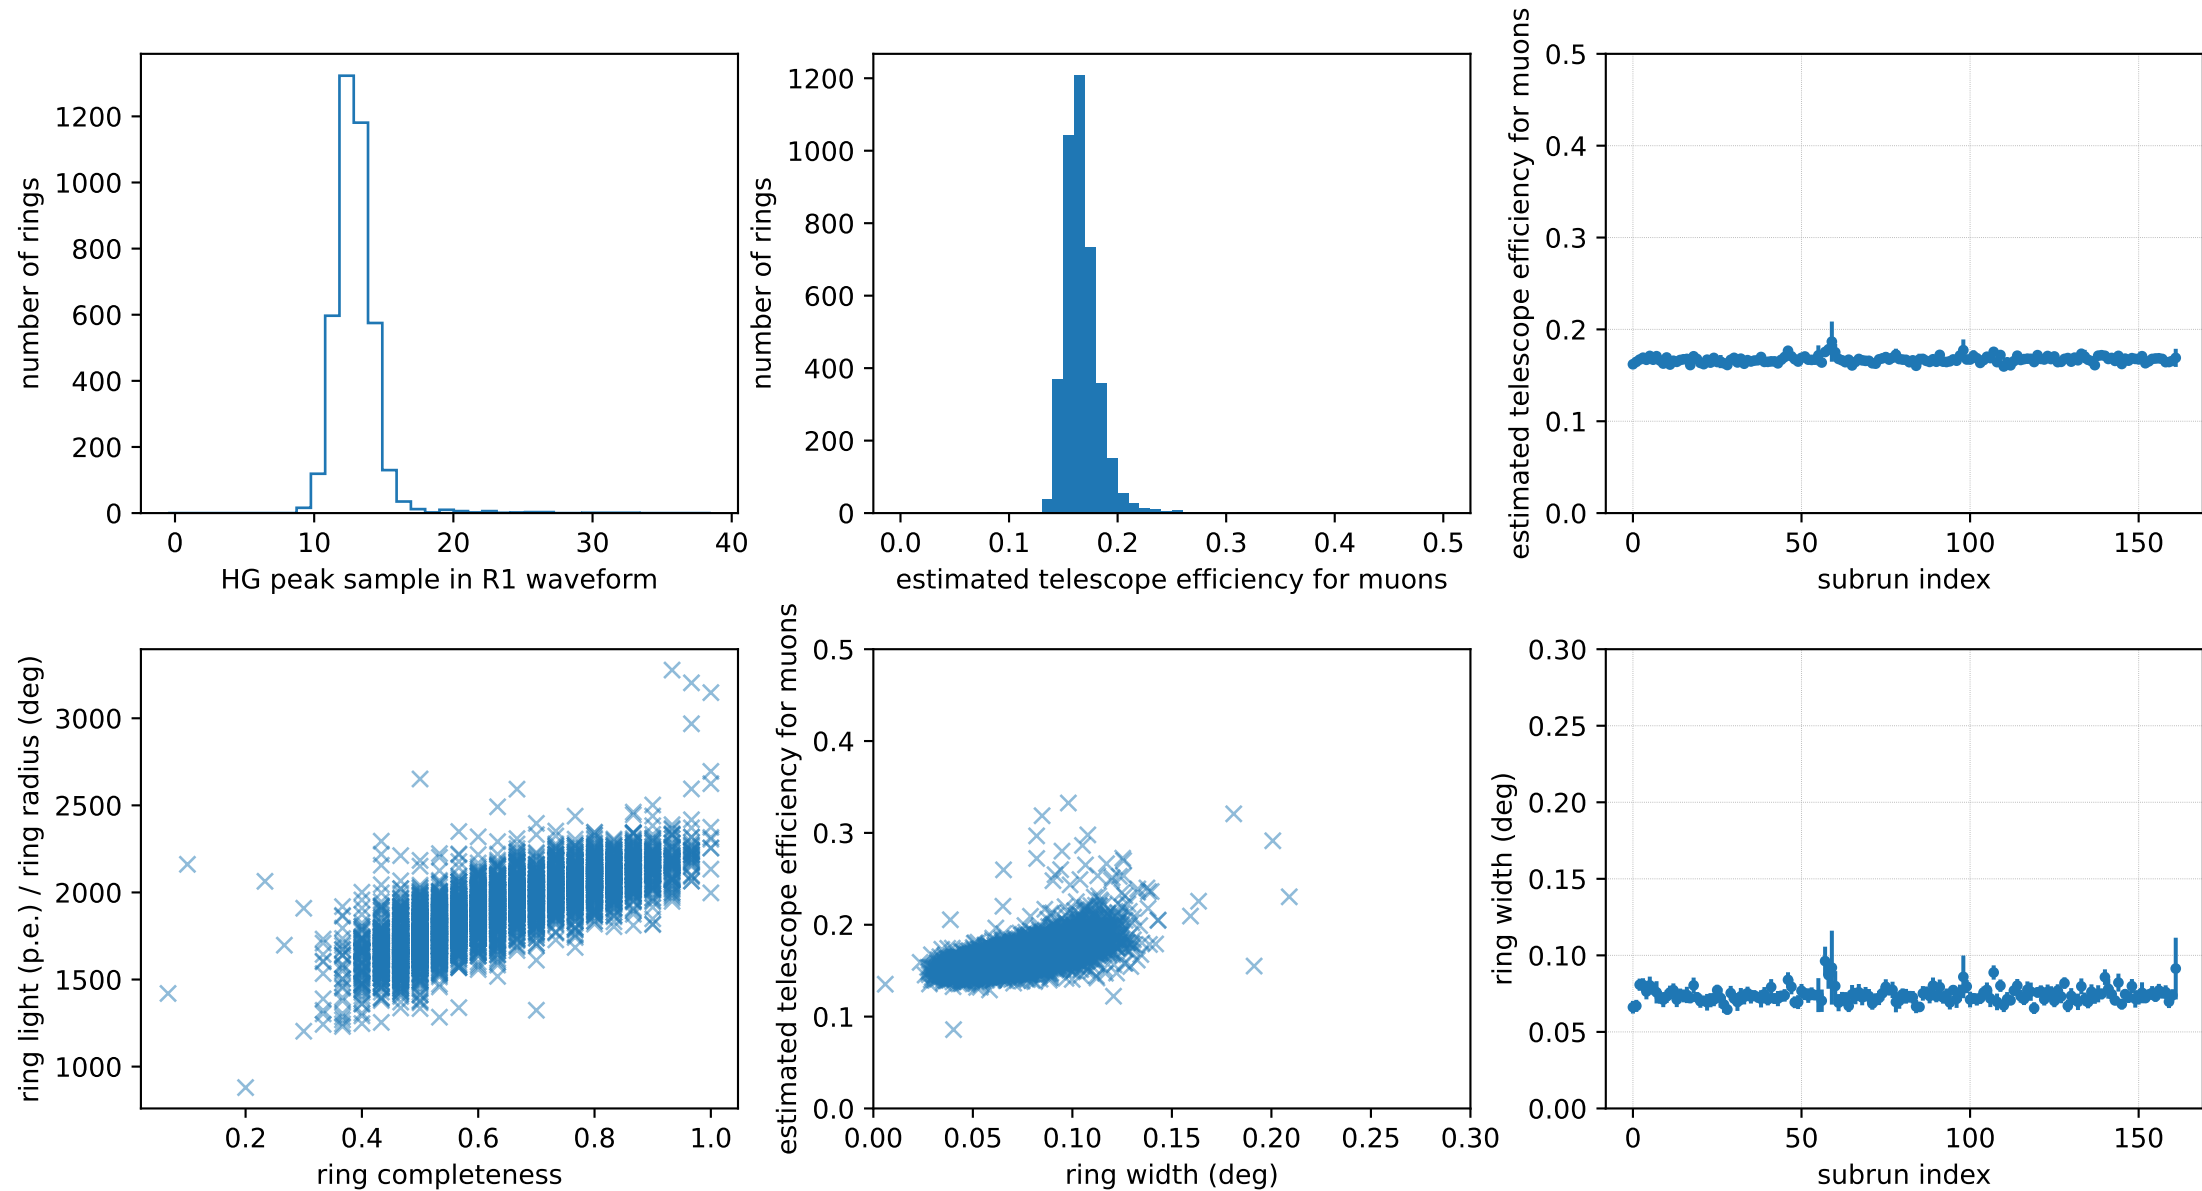 number of rings
1200
1000
800
600
400
200
0
0 10 20 30 40
HG peak sample in R1 waveform
number of rings
1200
1000
800
600
400
200
0
0.0 0.1 0.2 0.3 0.4 0.5
estimated telescope efficiency for muons
estimated telescope efficiency for muons
0.5
0.4
0.3
0.2
0.1
0.0
0 50 100 150
subrun index
ring light (p.e.) / ring radius (deg)
3000
2500
2000
1500
1000
0.2 0.4 0.6 0.8 1.0
ring completeness
estimated telescope efficiency for muons
0.5
0.4
0.3
0.2
0.1
0.0
0.00 0.05 0.10 0.15 0.20 0.25 0.30
ring width (deg)
ring width (deg)
0.30
0.25
0.20
0.15
0.10
0.05
0.00
0 50 100 150
subrun index